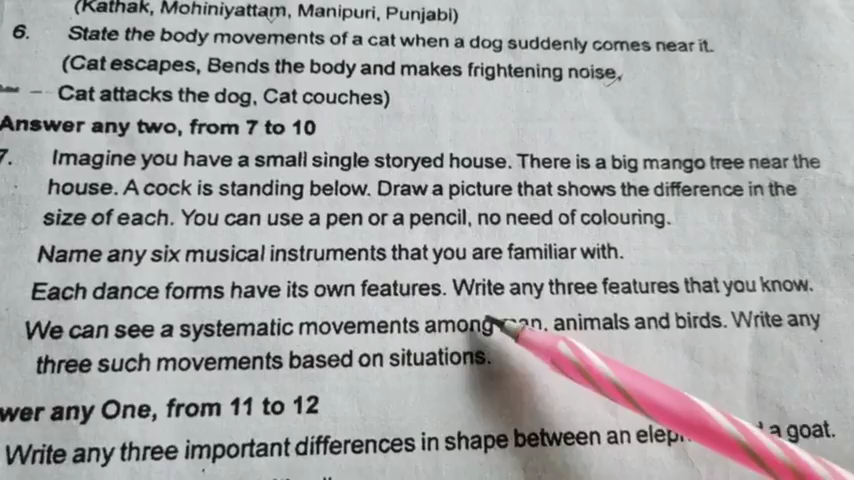 (Kathak, Mohiniyattam, Manipuri, Punjabi)
6. State the body movements of a cat when a dog suddenly comes near it.
(Cat escapes, Bends the body and makes frightening noise,
Cat attacks the dog, Cat couches)
Answer any two, from 7 to 10
7. Imagine you have a small single storyed house. There is a big mango tree near the
house. A cock is standing below. Draw a picture that shows the difference in the
size of each. You can use a pen or a pencil, no need of colouring.
Name any six musical instruments that you are familiar with.
Each dance forms have its own features. Write any three features that you know.
We can see a systematic movements among animals and birds. Write any
three such movements based on situations.
wer any One, from 11 to 12
Write any three important differences in shape between an a goat.